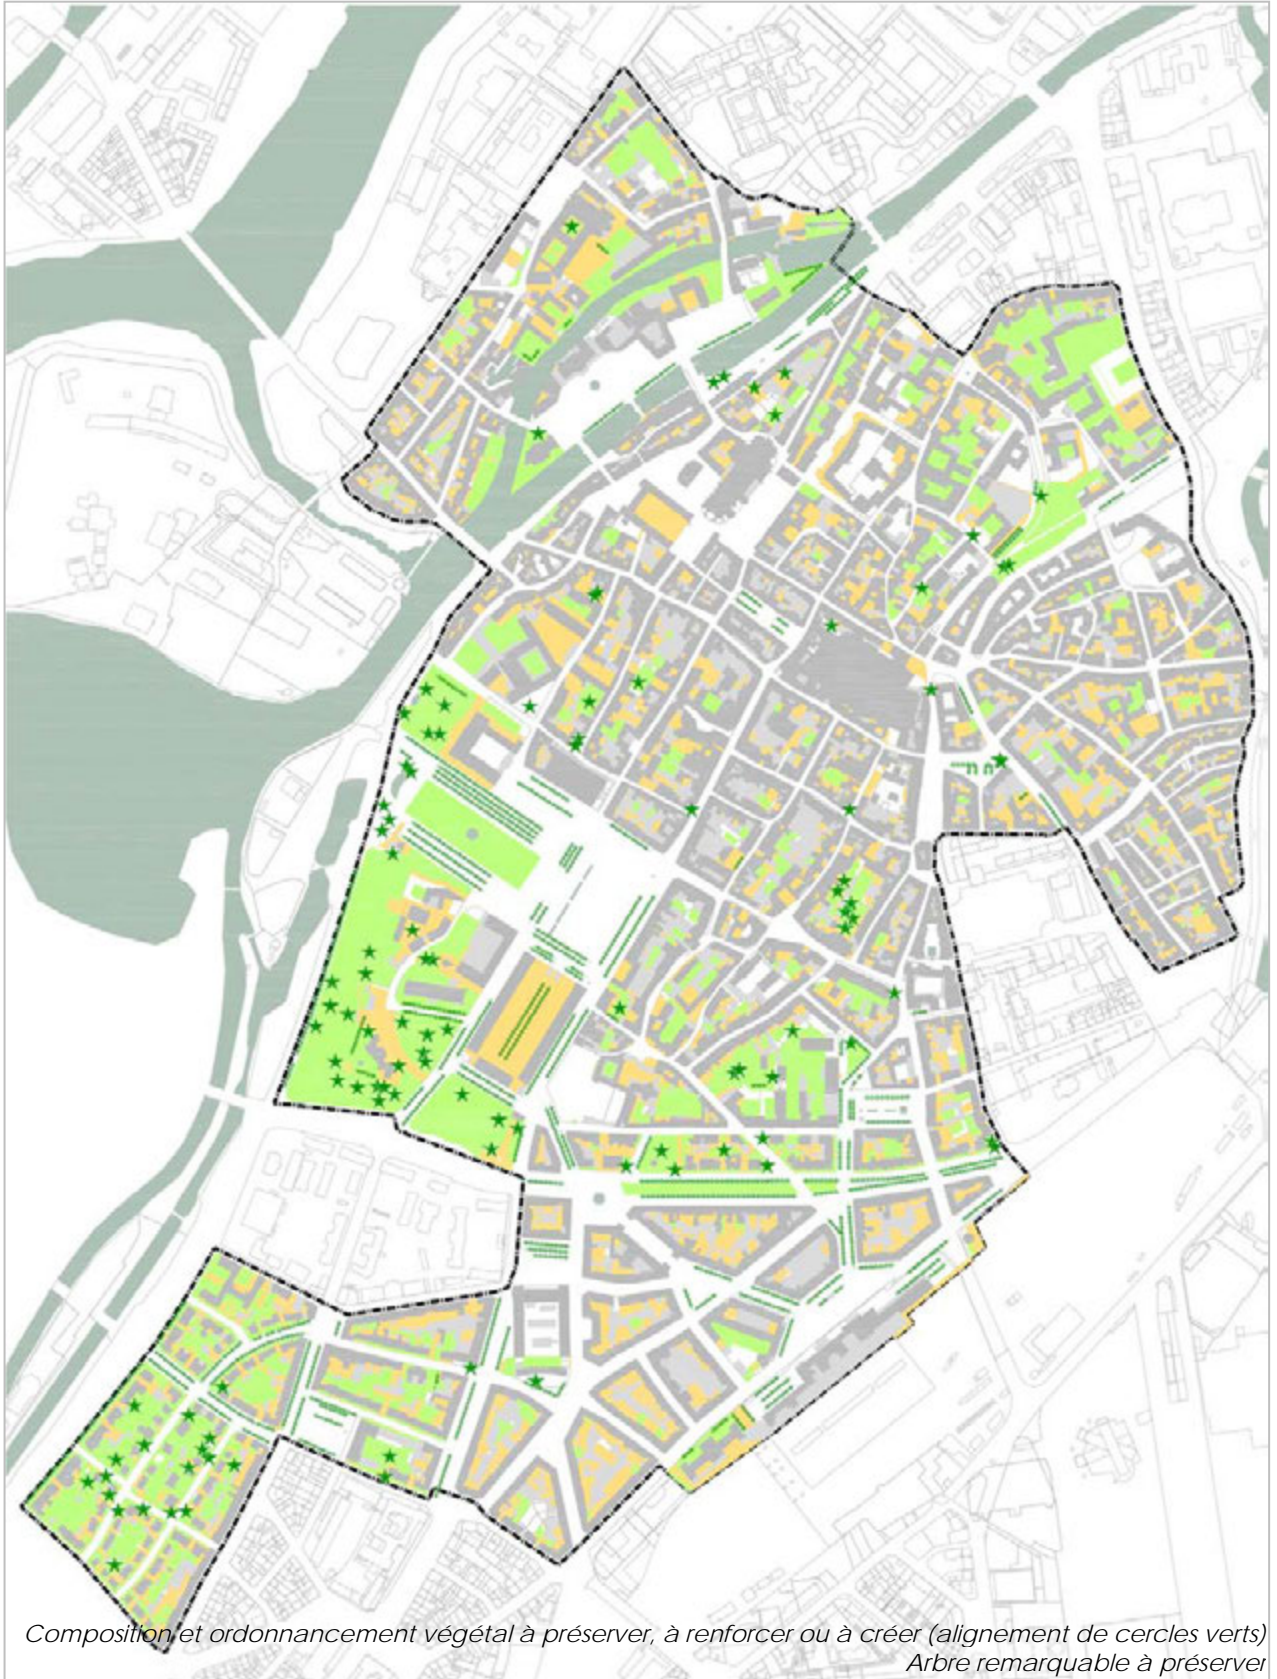 Composition et ordonnancement végétal à préserver, à renforcer ou à créer (alignement de cercles verts)
Arbre remarquable à préserver